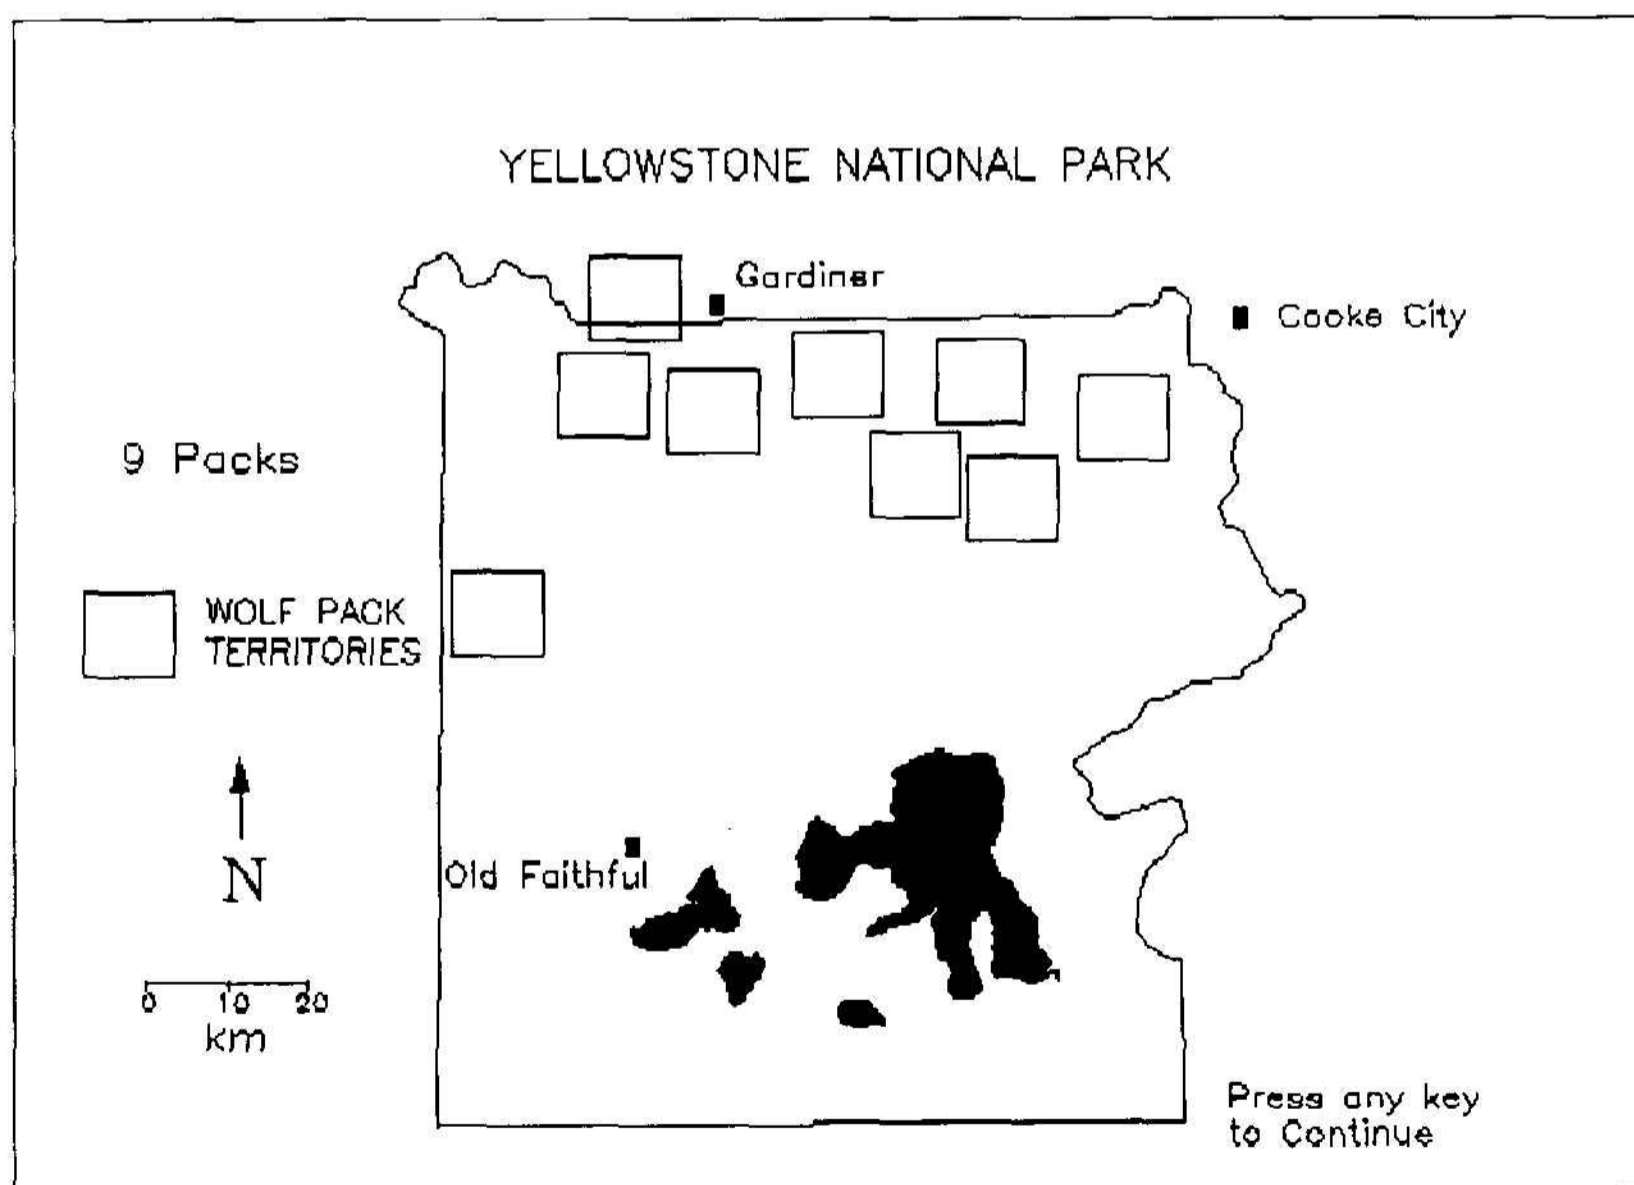 YELLOWSTONE NATIONAL PARK
Gardiner
Cooke City
9 Packs
WOLF PACK
TERRITORIES
Old Faithful
N
0 10 20
km
Press any key
to Continue